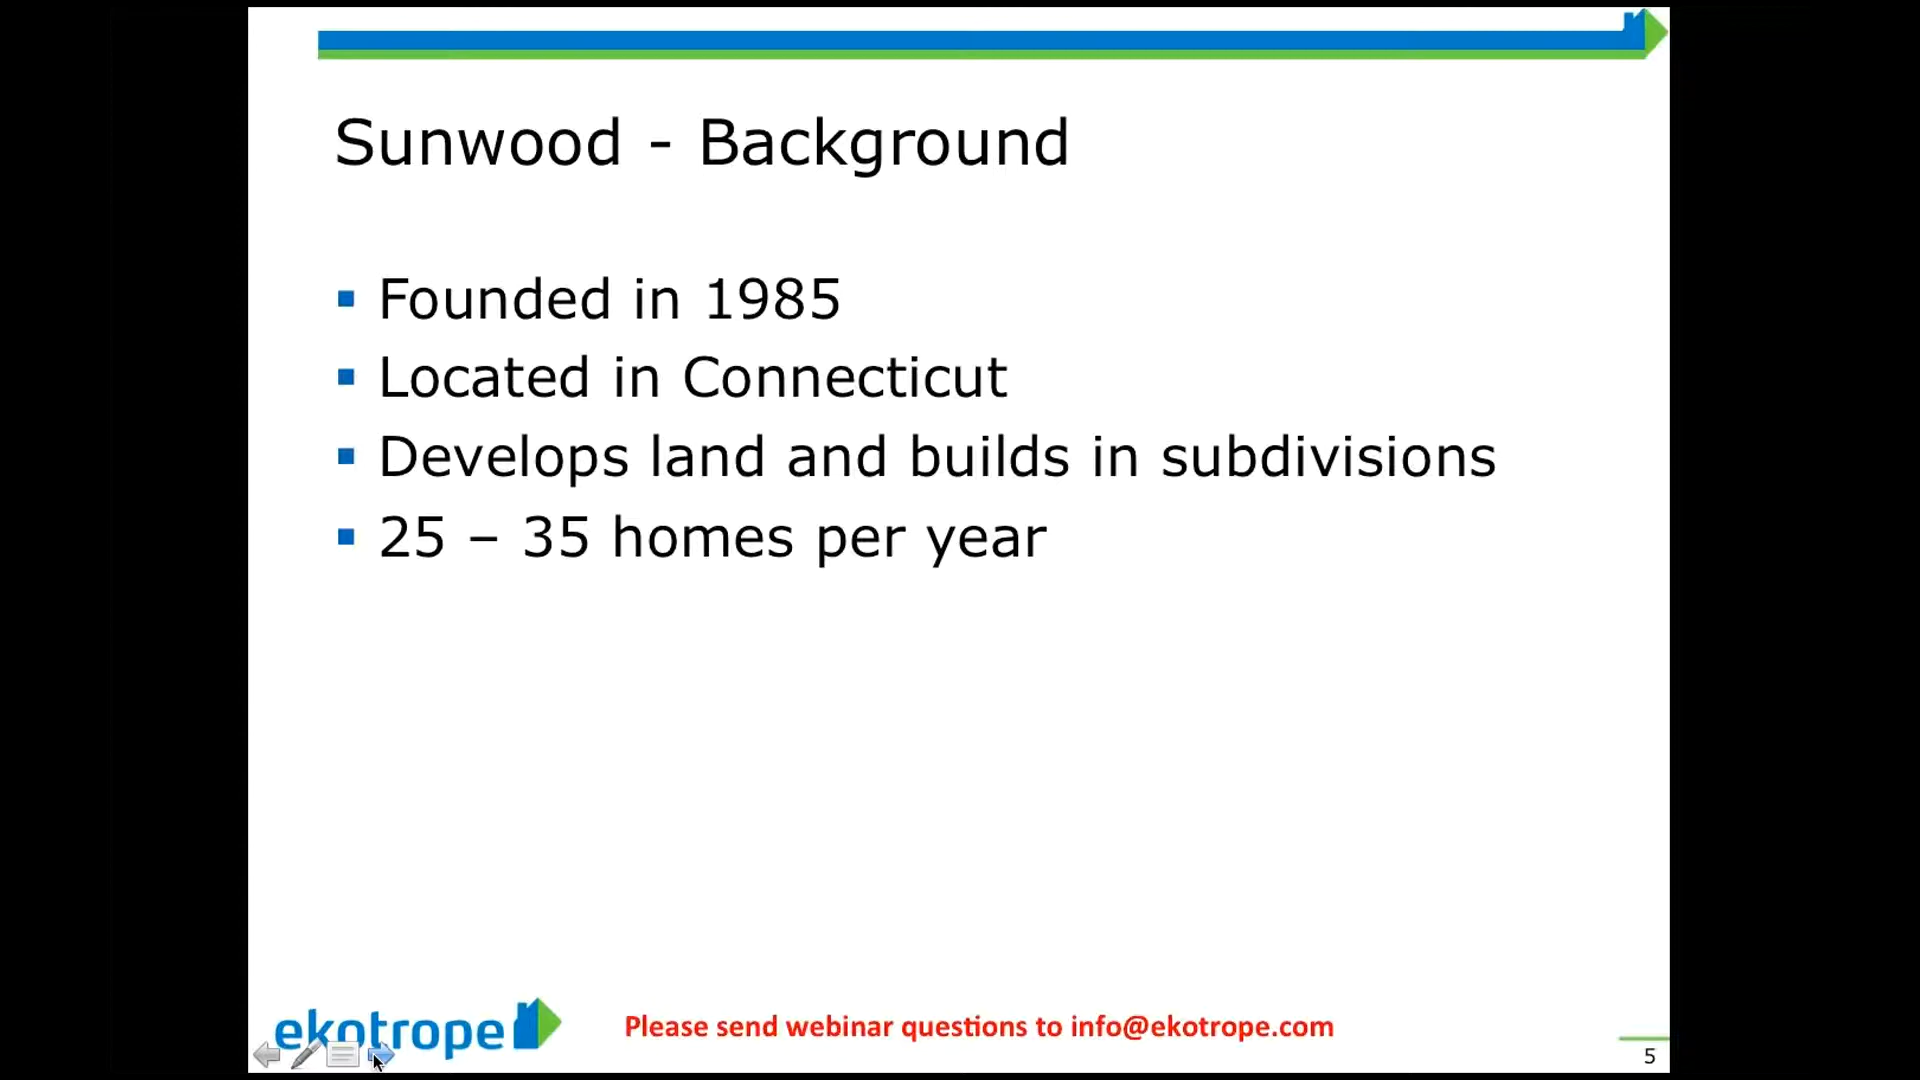 Sunwood - Background
Founded in 1985
Located in Connecticut
Develops land and builds in subdivisions
25 – 35 homes per year
ekotrope
Please send webinar questions to info@ekotrope.com
5